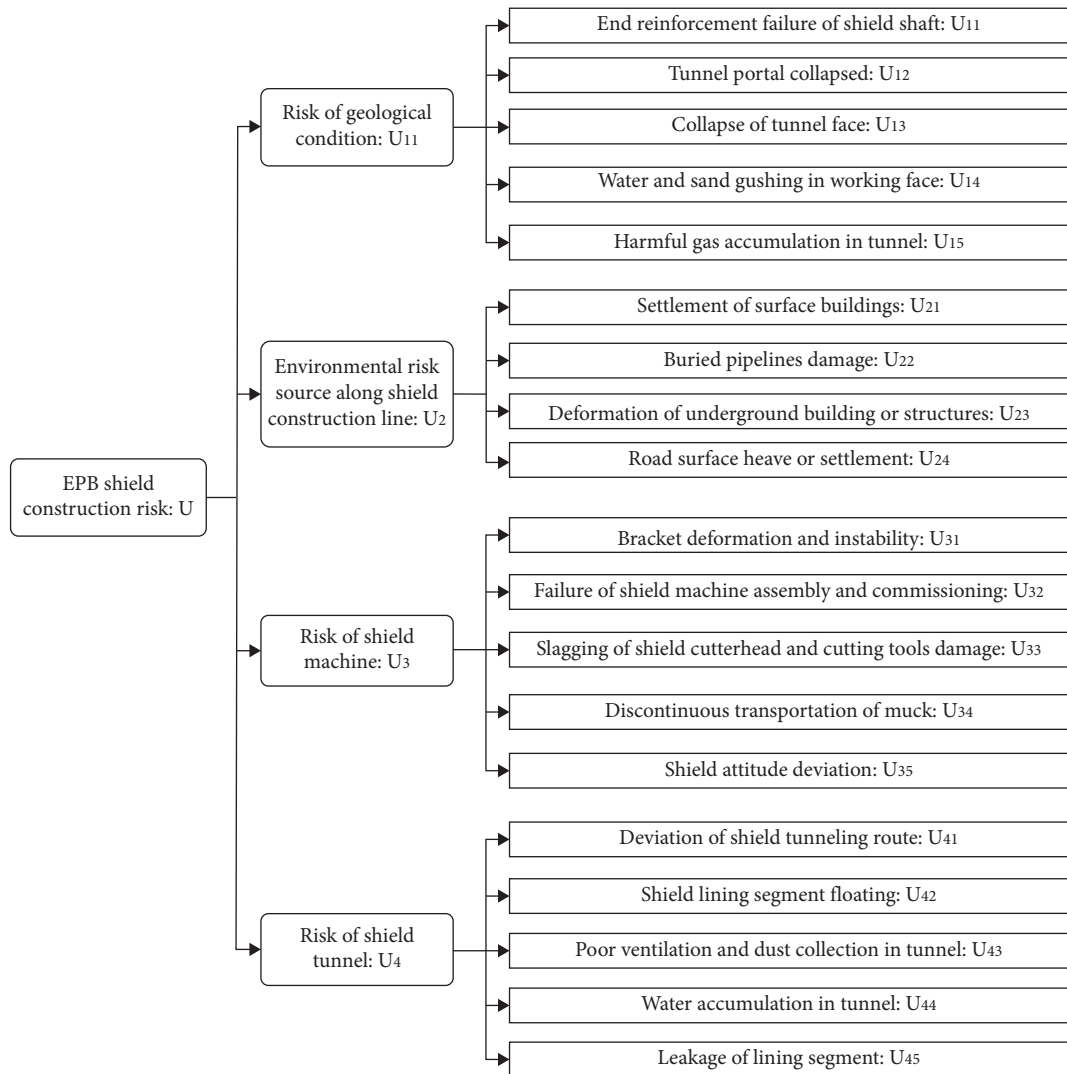 EPB shield
construction risk: U
Risk of geological
condition: U11
End reinforcement failure of shield shaft: U11
Tunnel portal collapsed: U12
Collapse of tunnel face: U13
Water and sand gushing in working face: U14
Harmful gas accumulation in tunnel: U15
Environmental risk
source along shield
construction line: U2
Settlement of surface buildings: U21
Buried pipelines damage: U22
Deformation of underground building or structures: U23
Road surface heave or settlement: U24
Risk of shield
machine: U3
Bracket deformation and instability: U31
Failure of shield machine assembly and commissioning: U32
Slagging of shield cutterhead and cutting tools damage: U33
Discontinuous transportation of muck: U34
Shield attitude deviation: U35
Risk of shield
tunnel: U4
Deviation of shield tunneling route: U41
Shield lining segment floating: U42
Poor ventilation and dust collection in tunnel: U43
Water accumulation in tunnel: U44
Leakage of lining segment: U45